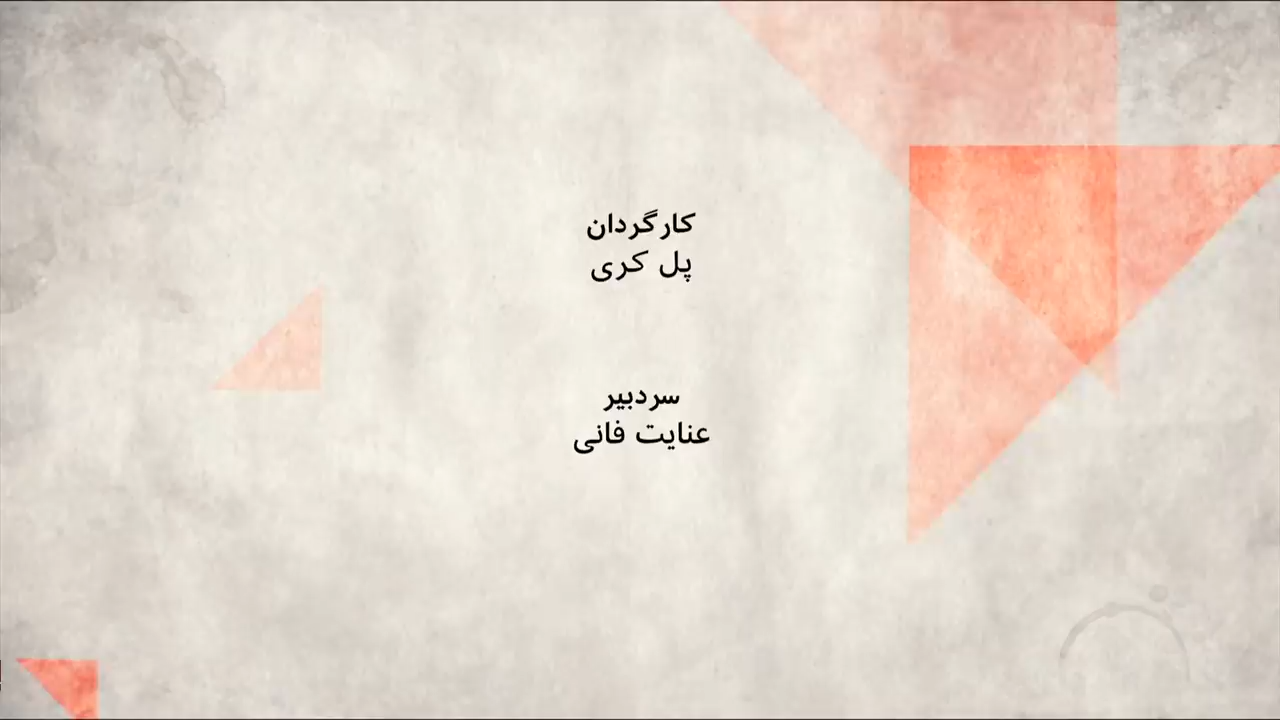 کارگردان
پل کری
سردبیر
عنایت فانی